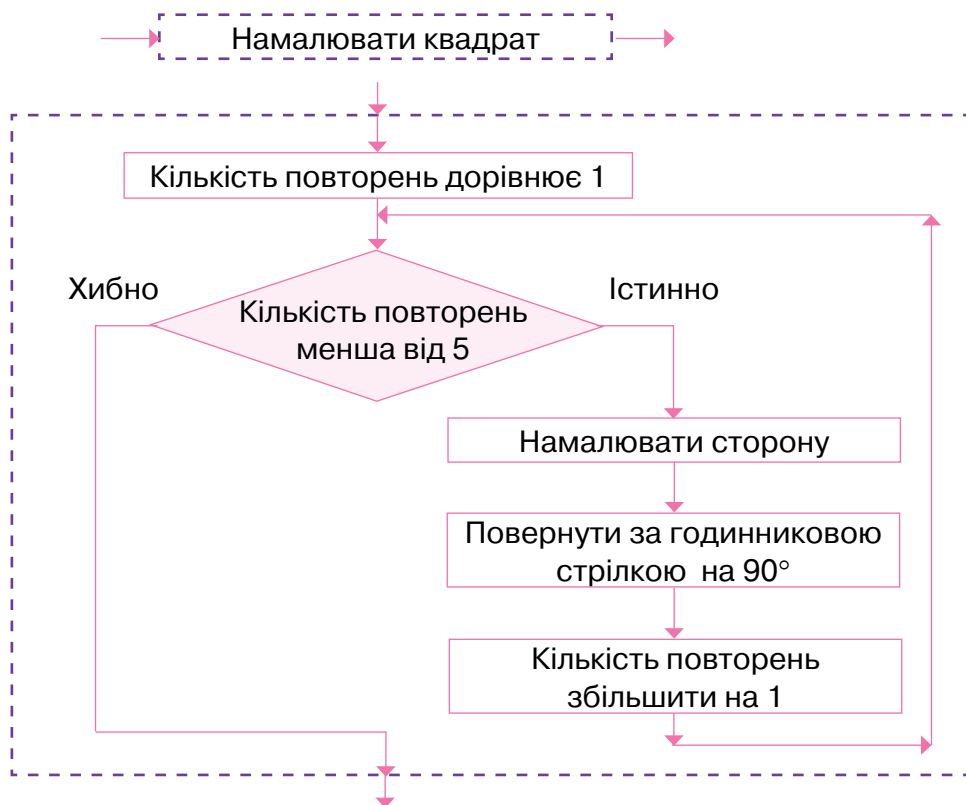 Намалювати квадрат
Кількість повторень дорівнює 1
Хибно
Істинно
Кількість повторень
менша від 5
Намалювати сторону
Повернути за годинниковою
стрілкою на 90°
Кількість повторень
збільшити на 1